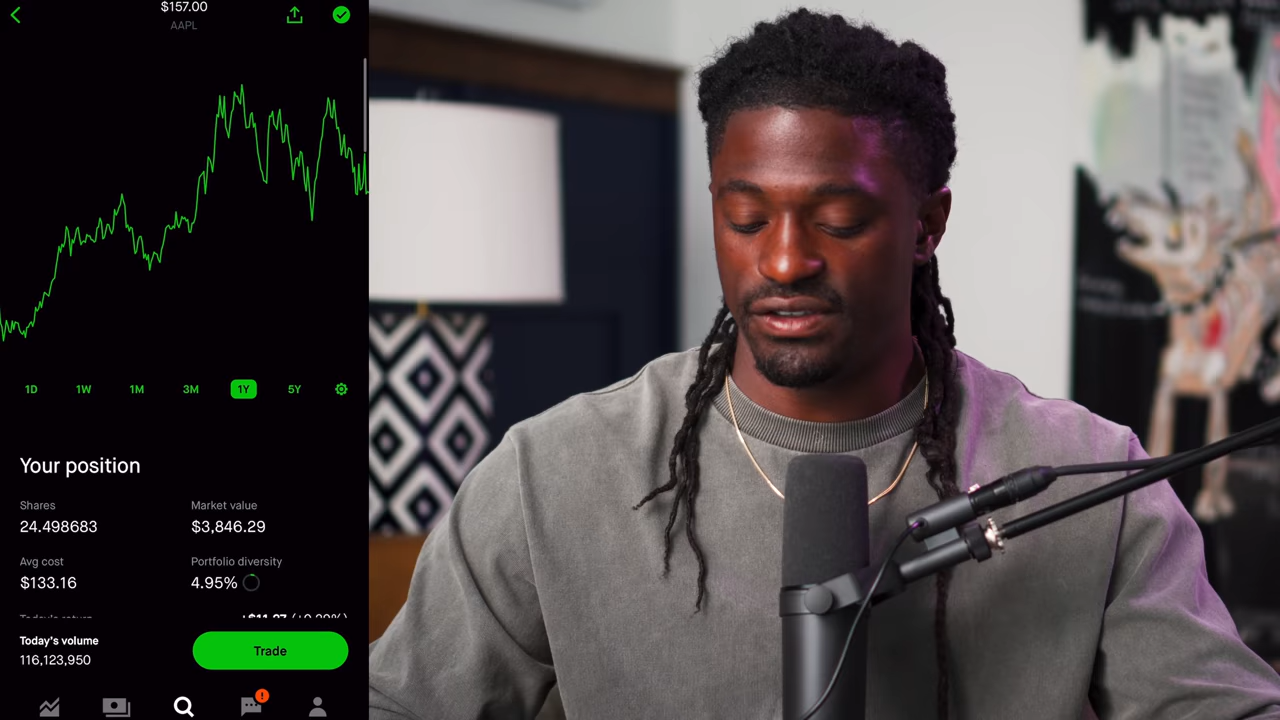 $157.00
AAPL
1D 1W 1M 3M 1Y 5Y
Your position
Shares Market value
24.498683 $3,846.29
Avg cost Portfolio diversity
$133.16 4.95%
Today's volume
116,123,950
Trade
!